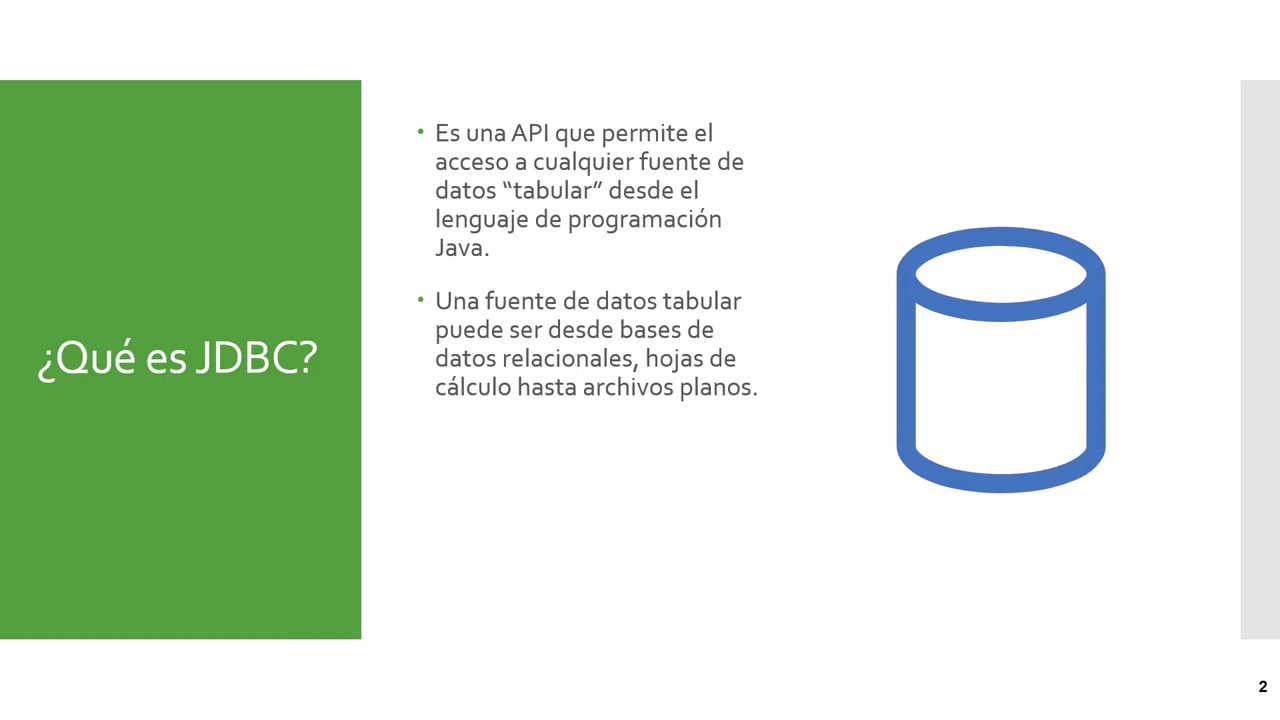 ¿Qué es JDBC?
• Es una API que permite el
acceso a cualquier fuente de
datos “tabular” desde el
lenguaje de programación
Java.
• Una fuente de datos tabular
puede ser desde bases de
datos relacionales, hojas de
cálculo hasta archivos planos.
2